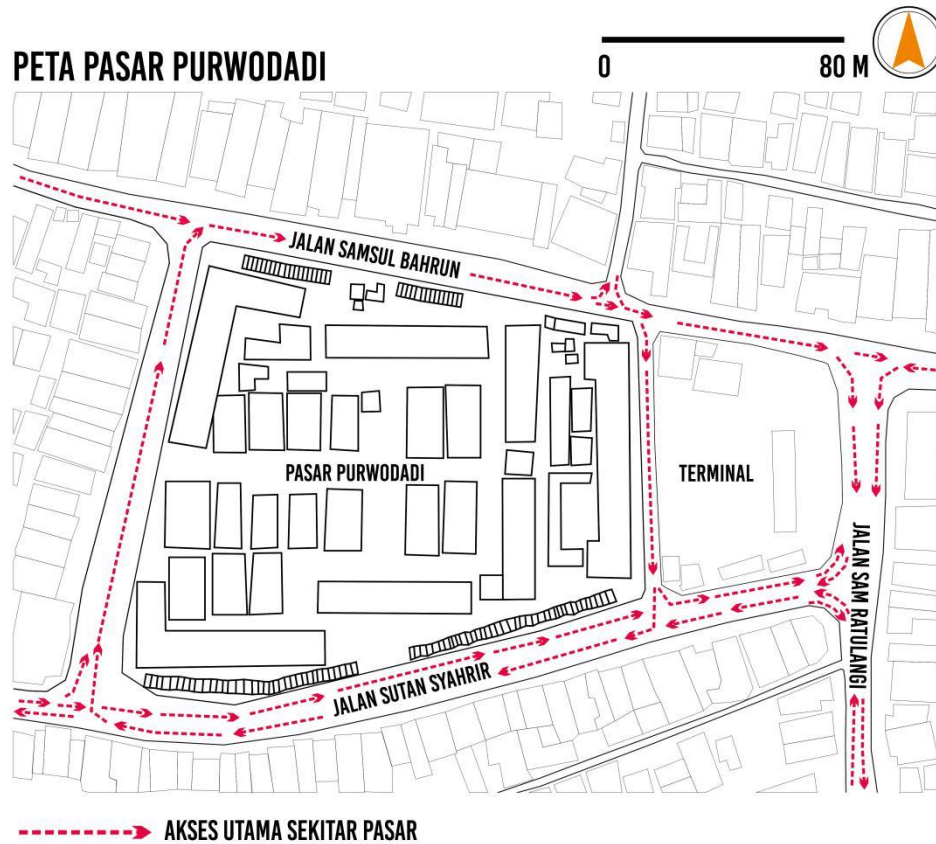 PETA PASAR PURWODADI
0 80 M
JALAN SAMSUL BAHRUN
PASAR PURWODADI
TERMINAL
JALAN SAM RATULANGI
JALAN SUTAN SYAHRIR
AKSES UTAMA SEKITAR PASAR